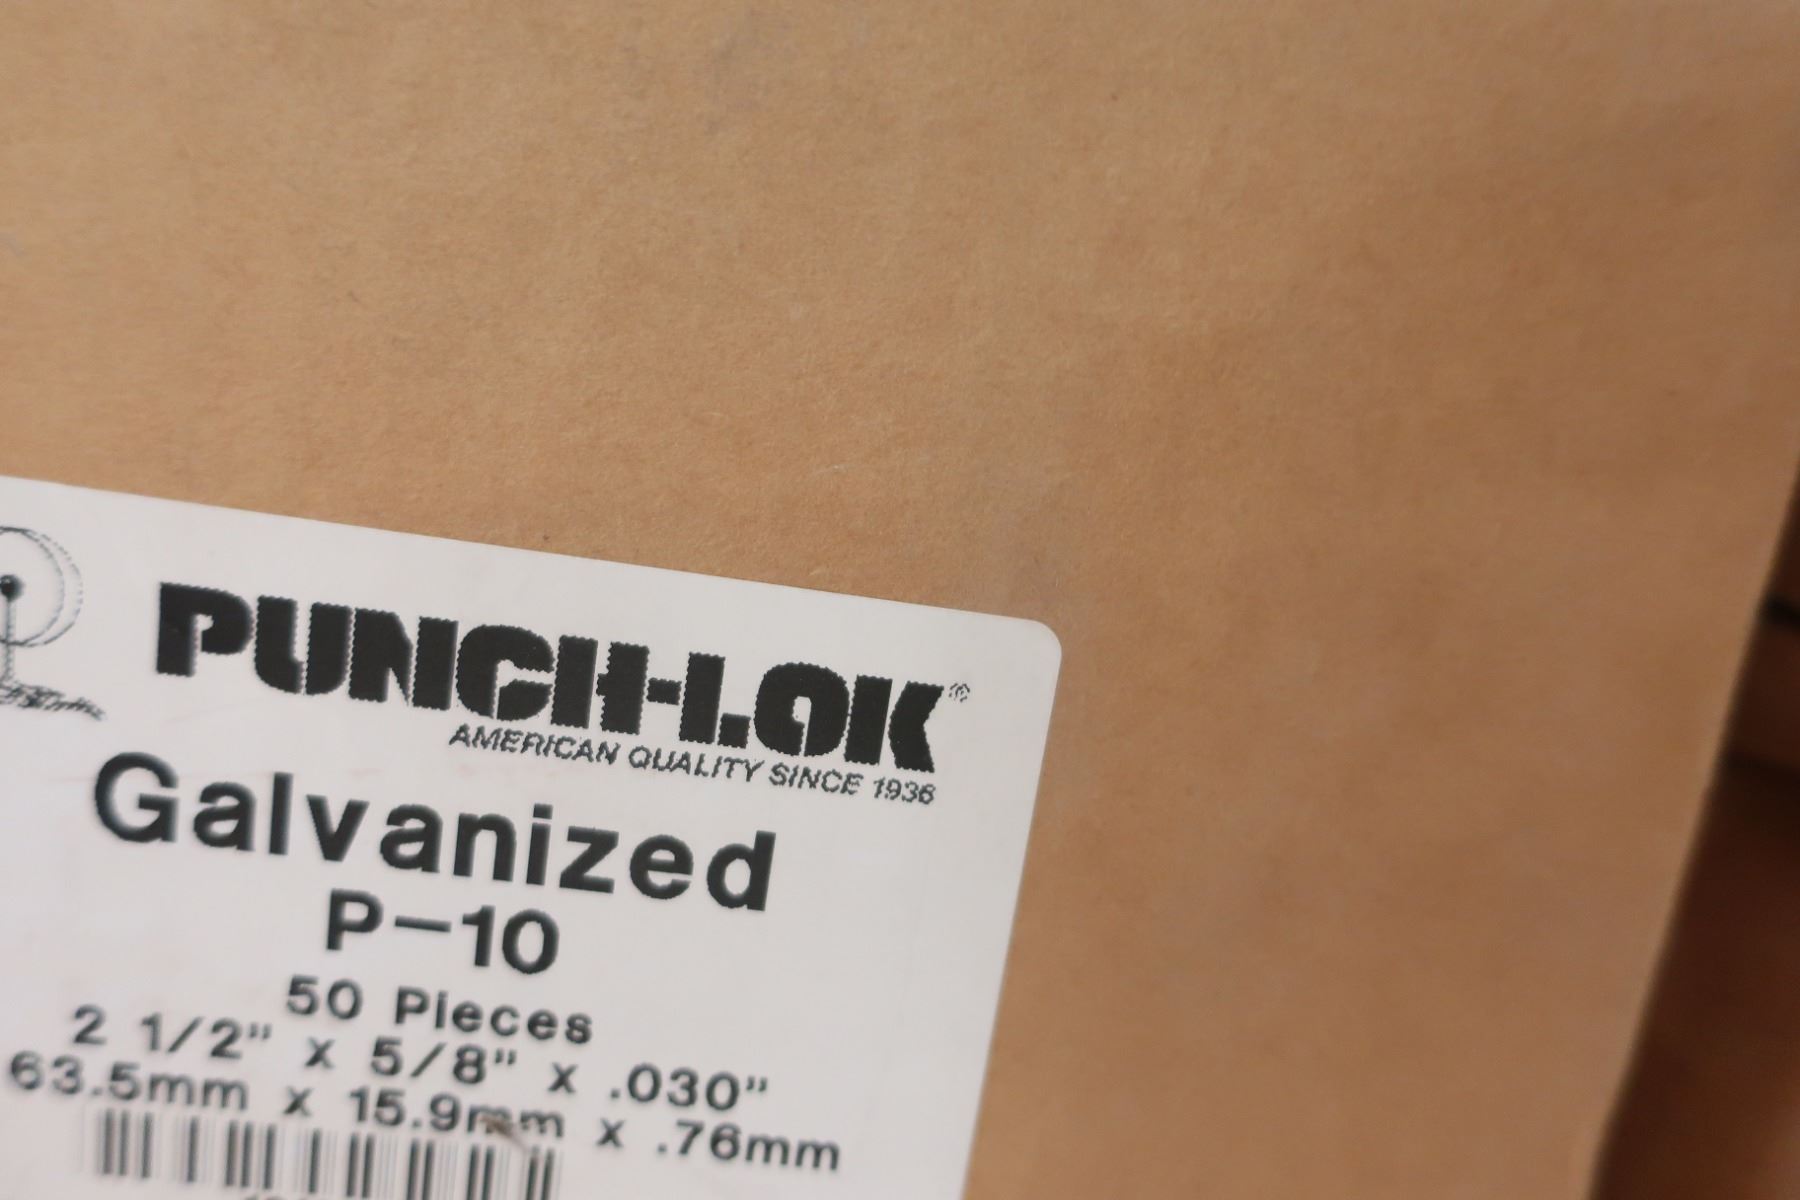 PUNCH-LOK®
AMERICAN QUALITY SINCE 1936
Galvanized
P-10
50 Pieces
2 1/2" x 5/8" x .030"
63.5mm x 15.9mm x .76mm